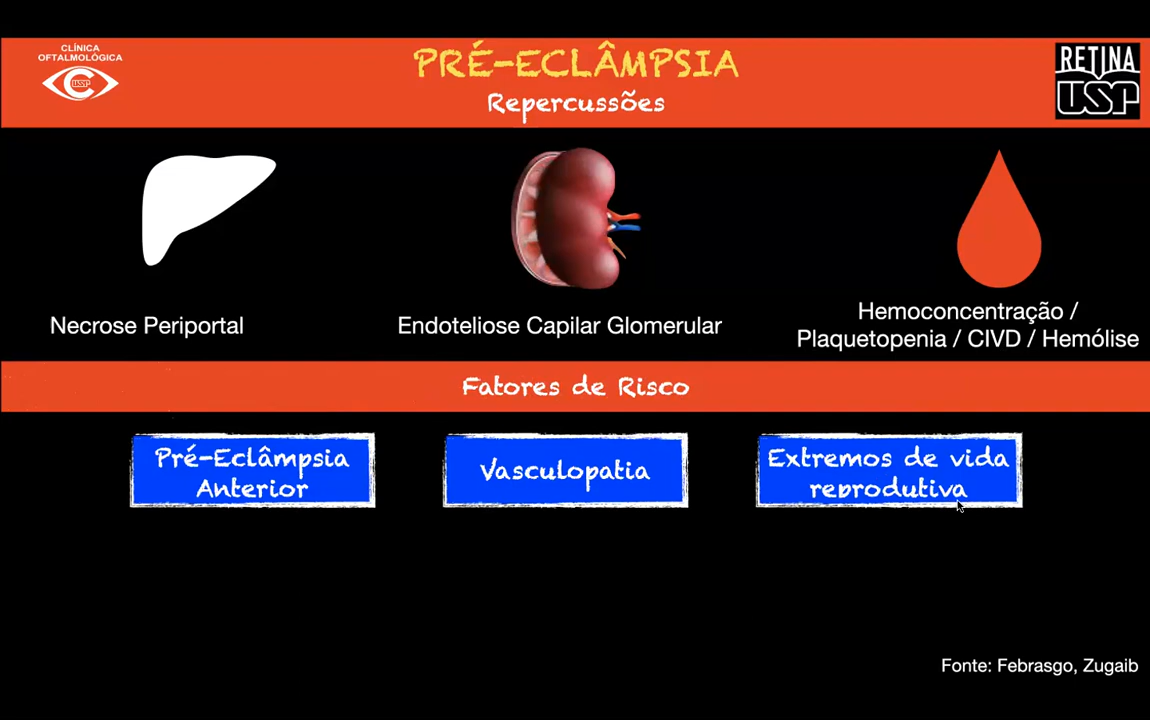 CLÍNICA
OFTALMOLÓGICA
USP
PRÉ-ECLÂMPSIA
Repercussões
RETINA
USP
Necrose Periportal
Endoteliose Capilar Glomerular
Hemoconcentração /
Plaquetopenia / CIVD / Hemólise
Fatores de Risco
Pré-Eclâmpsia
Anterior
Vasculopatia
Extremos de vida
reprodutiva
Fonte: Febrasgo, Zugaib